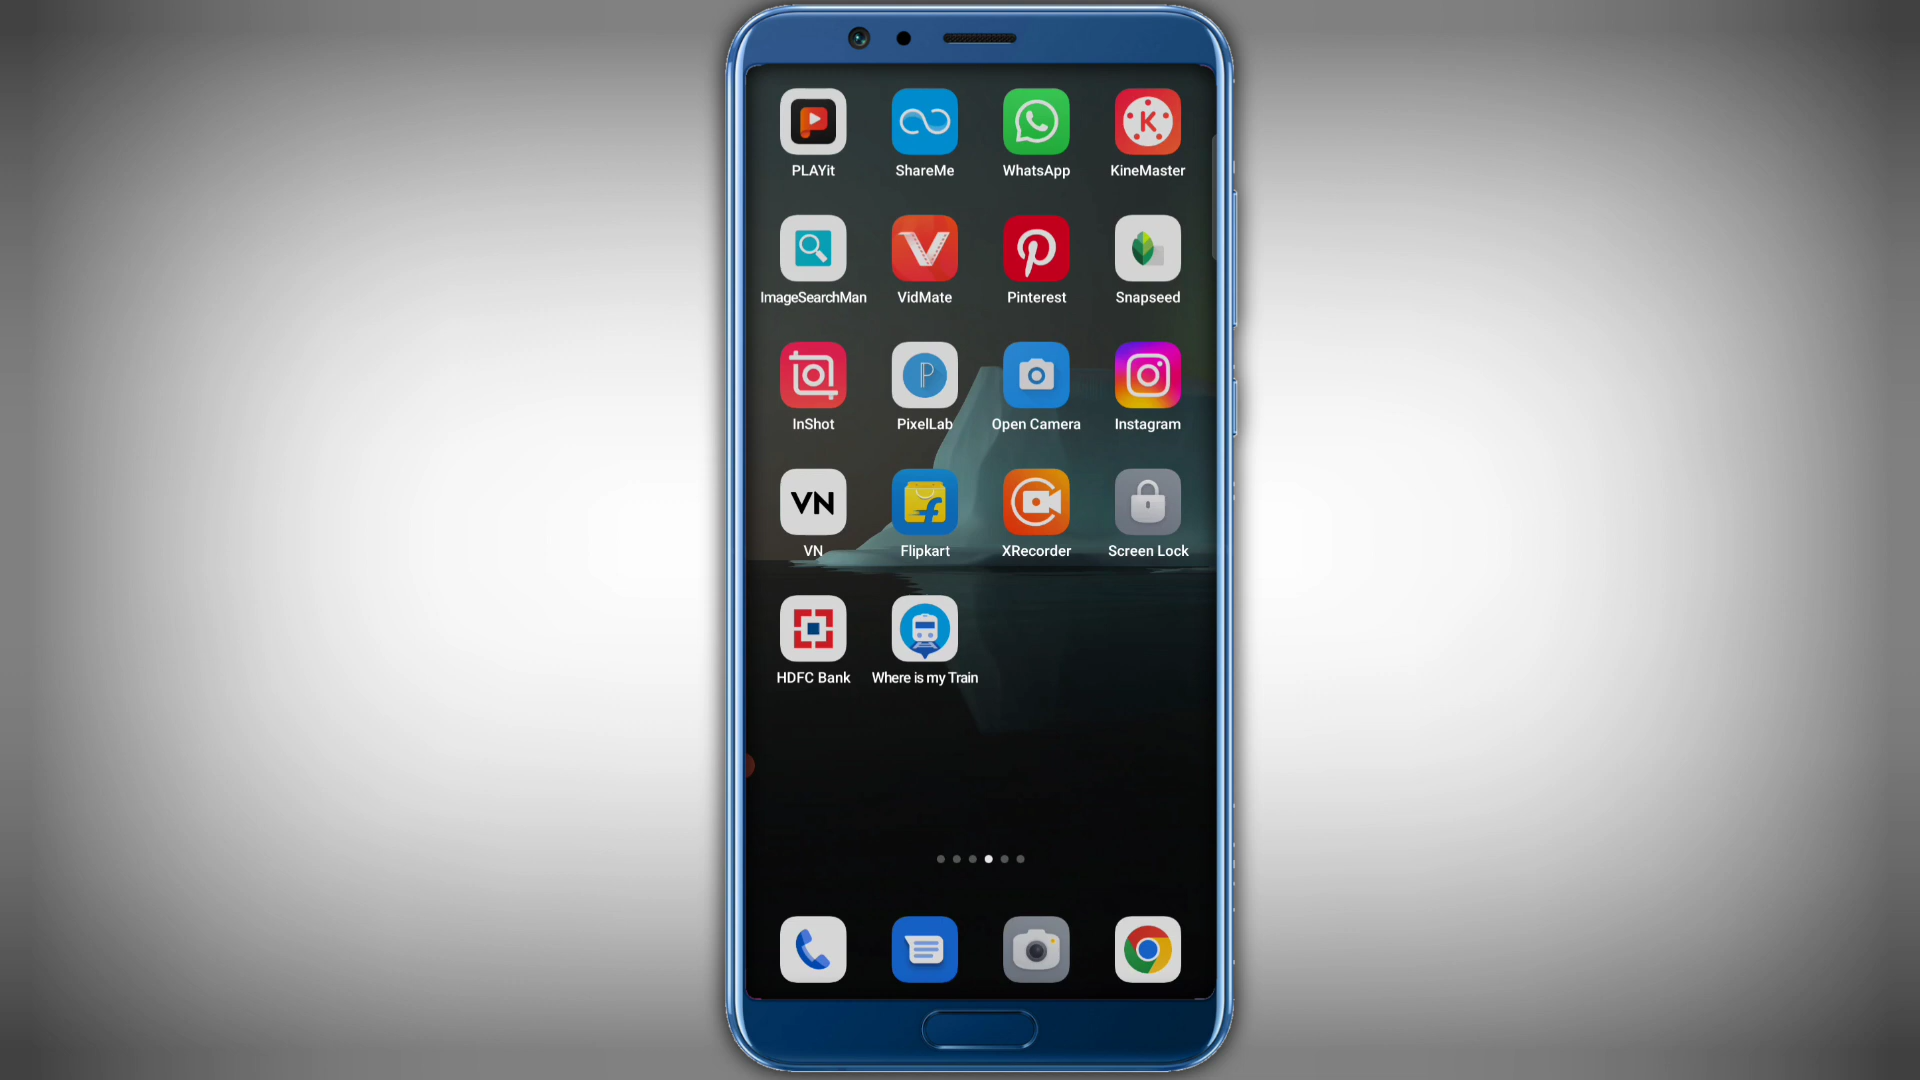 PLAYit
ShareMe
WhatsApp
K
KineMaster
ImageSearchMan
VidMate
Pinterest
Snapseed
InShot
P
PixelLab
Open Camera
Instagram
VN
VN
Flipkart
XRecorder
Screen Lock
HDFC Bank
Where is my Train